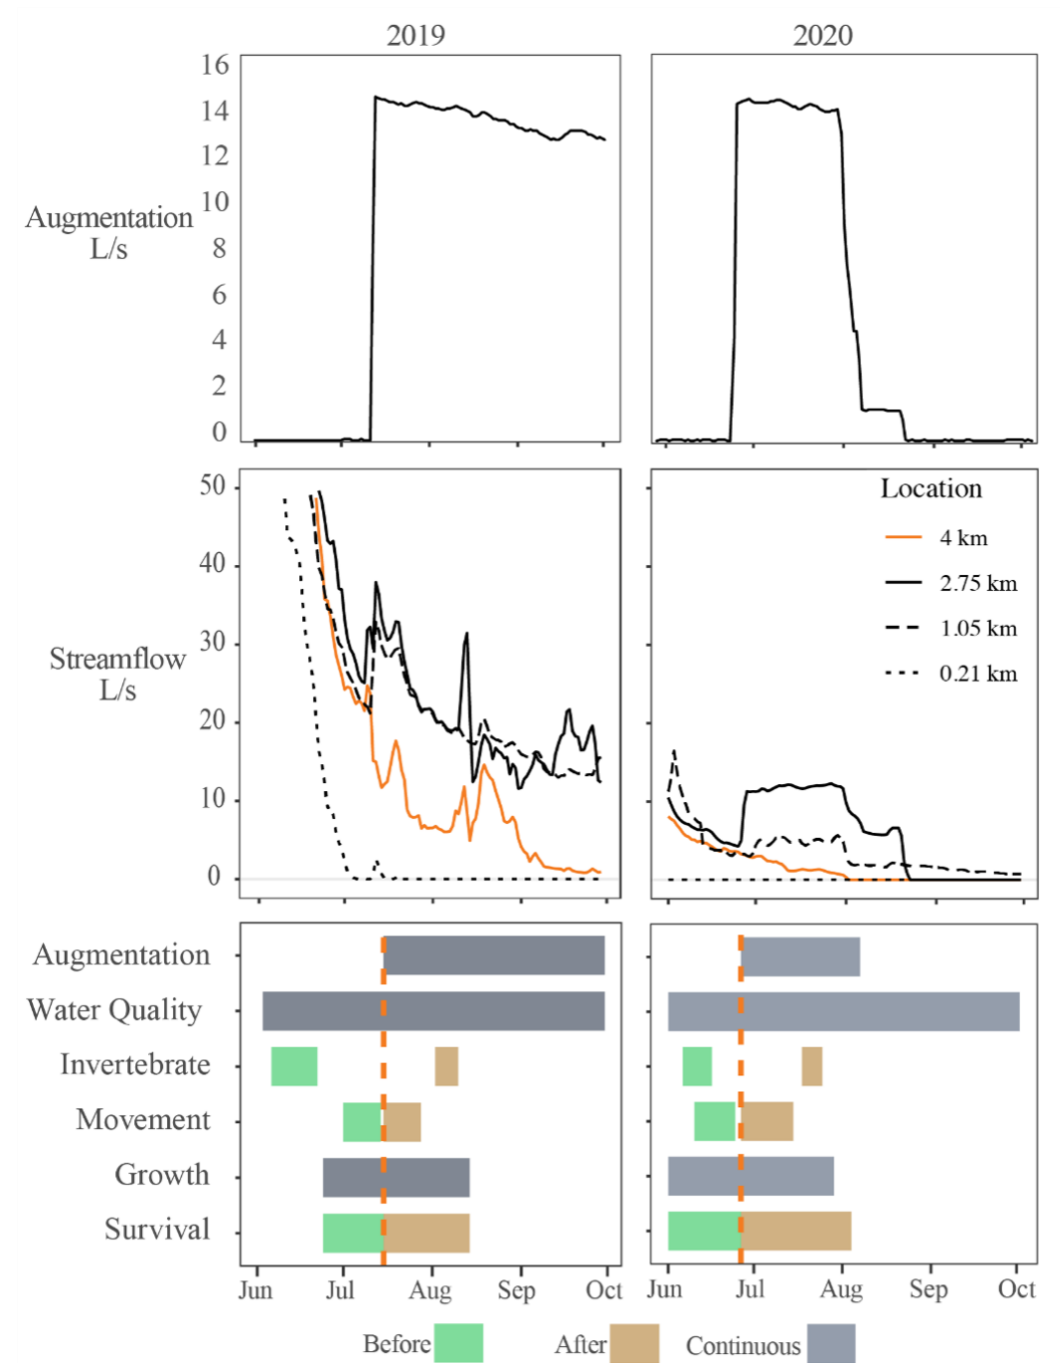 2019
2020
16
14
12
10
8
6
4
2
0
Augmentation
L/s
50
40
30
20
10
0
Streamflow
L/s
Location
4 km
2.75 km
1.05 km
0.21 km
Augmentation
Water Quality
Invertebrate
Movement
Growth
Survival
Jun Jul Aug Sep Oct
Jun Jul Aug Sep Oct
Before After Continuous